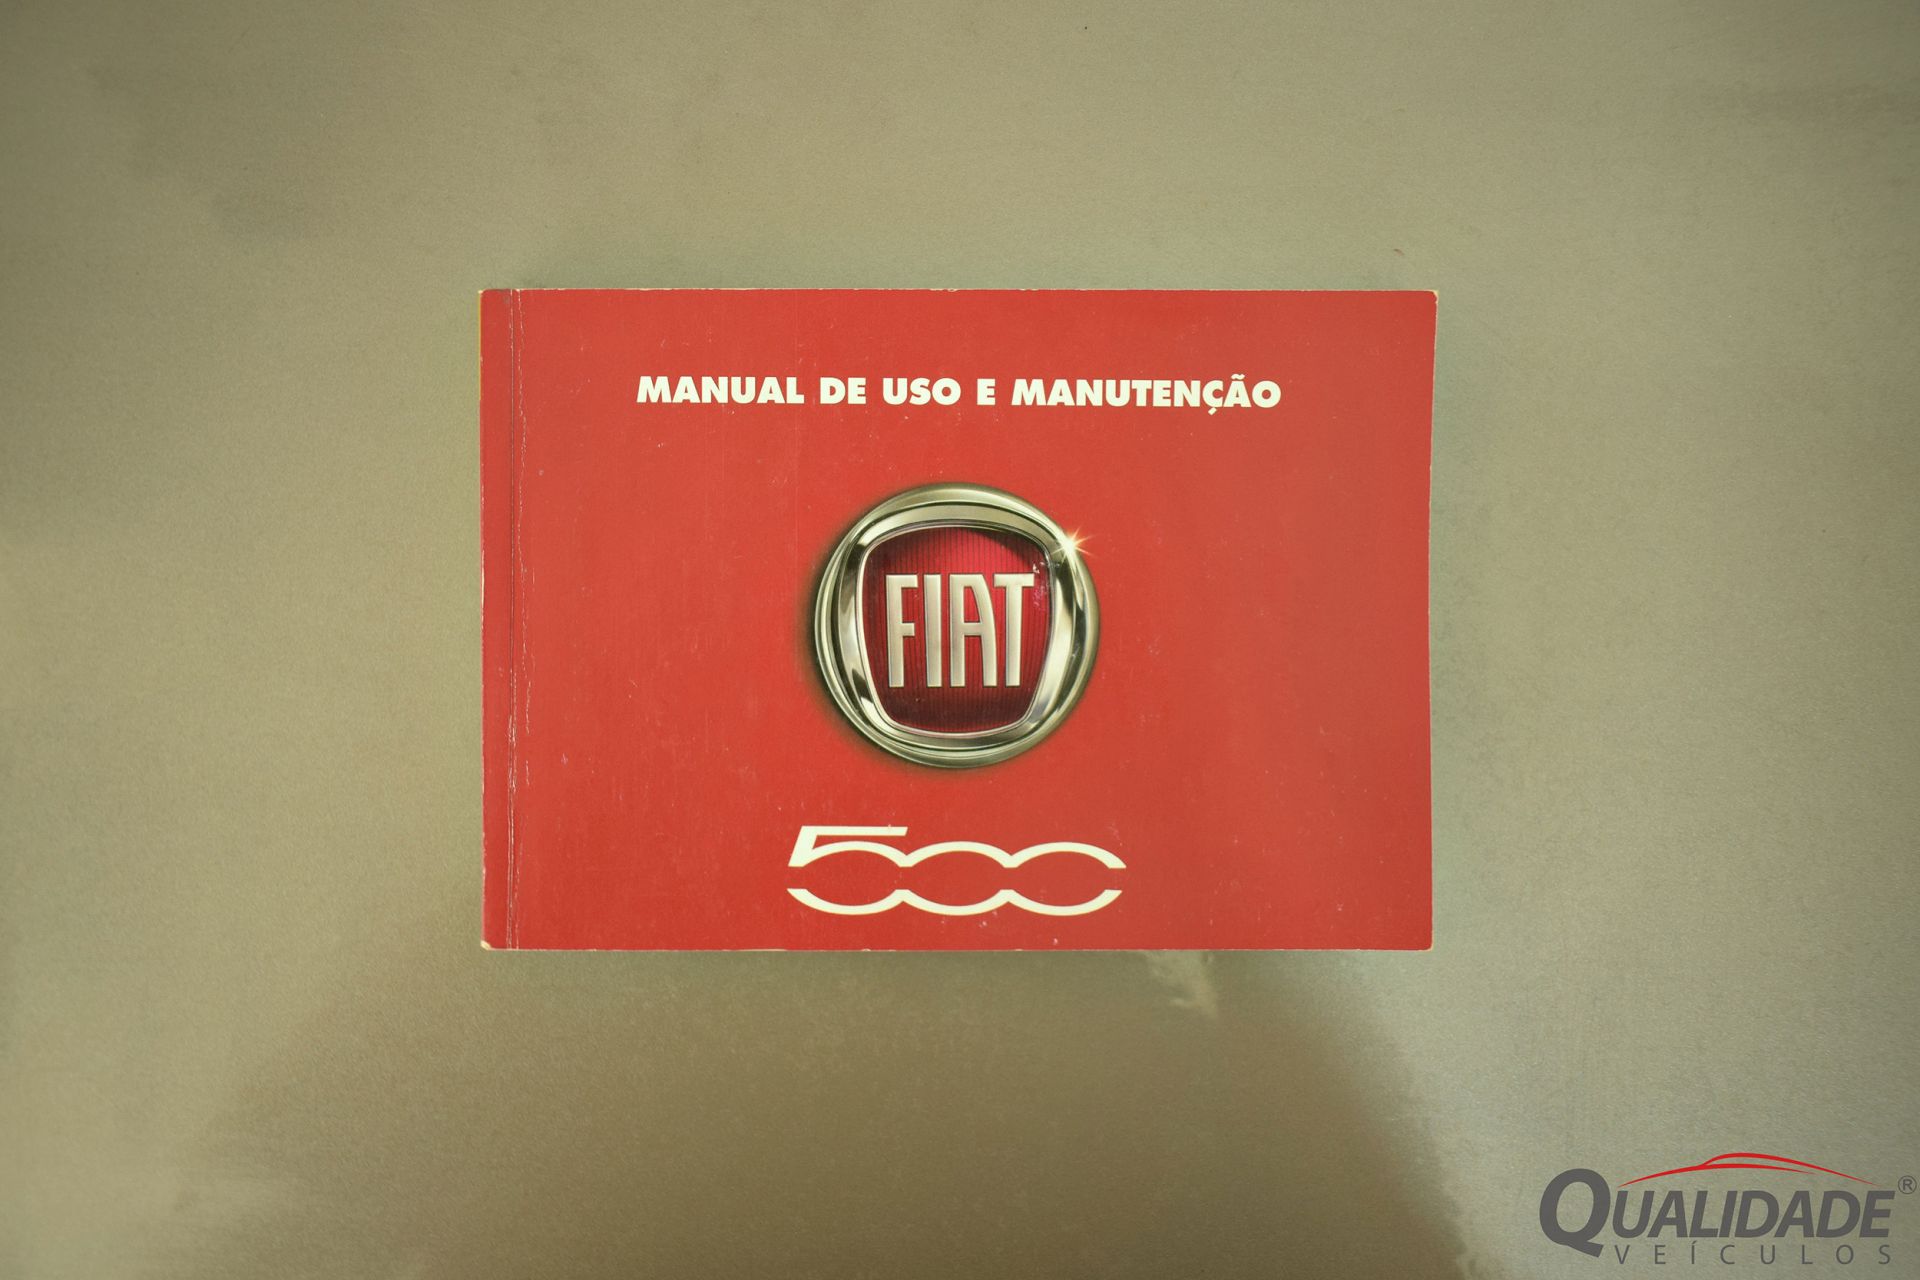 MANUAL DE USO E MANUTENÇÃO
FIAT
500
QUALIDADE®
VEÍCULOS